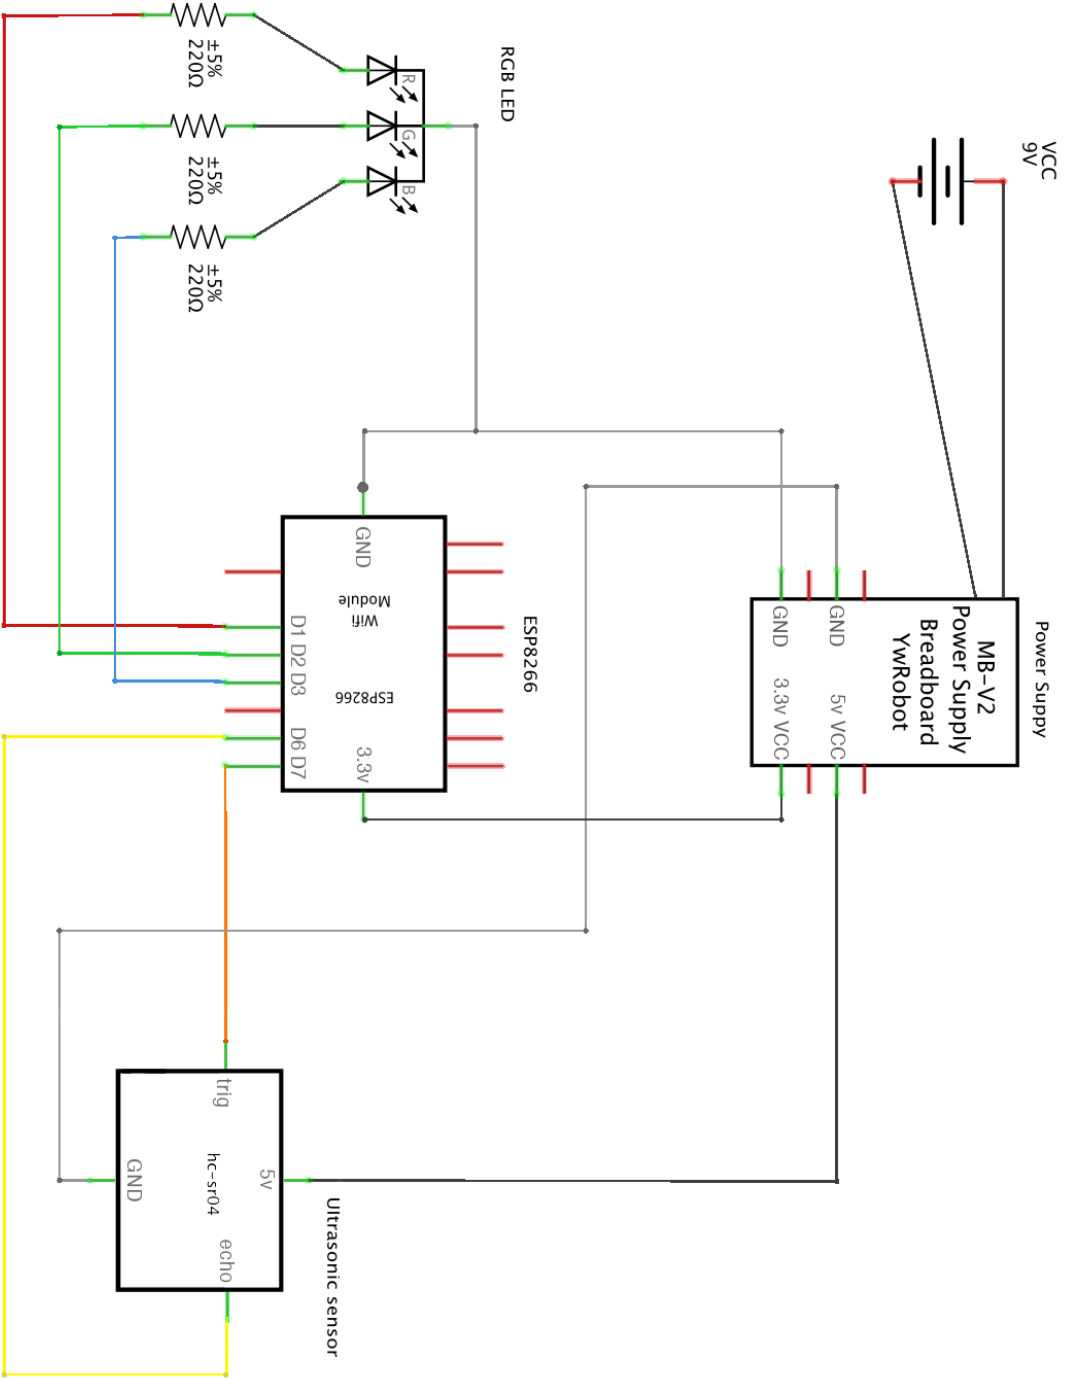 VCC
9V
RGB LED
R
G
B
±5%
220Ω
±5%
220Ω
±5%
220Ω
GND
Wifi
Module
ESP8266
D1 D2 D3
D6 D7
3.3v
ESP8266
Power Suppy
MB-V2
Power Supply
Breadboard
YwRobot
GND
GND
5v VCC
3.3v VCC
trig
hc-sr04
GND
5v
echo
Ultrasonic sensor